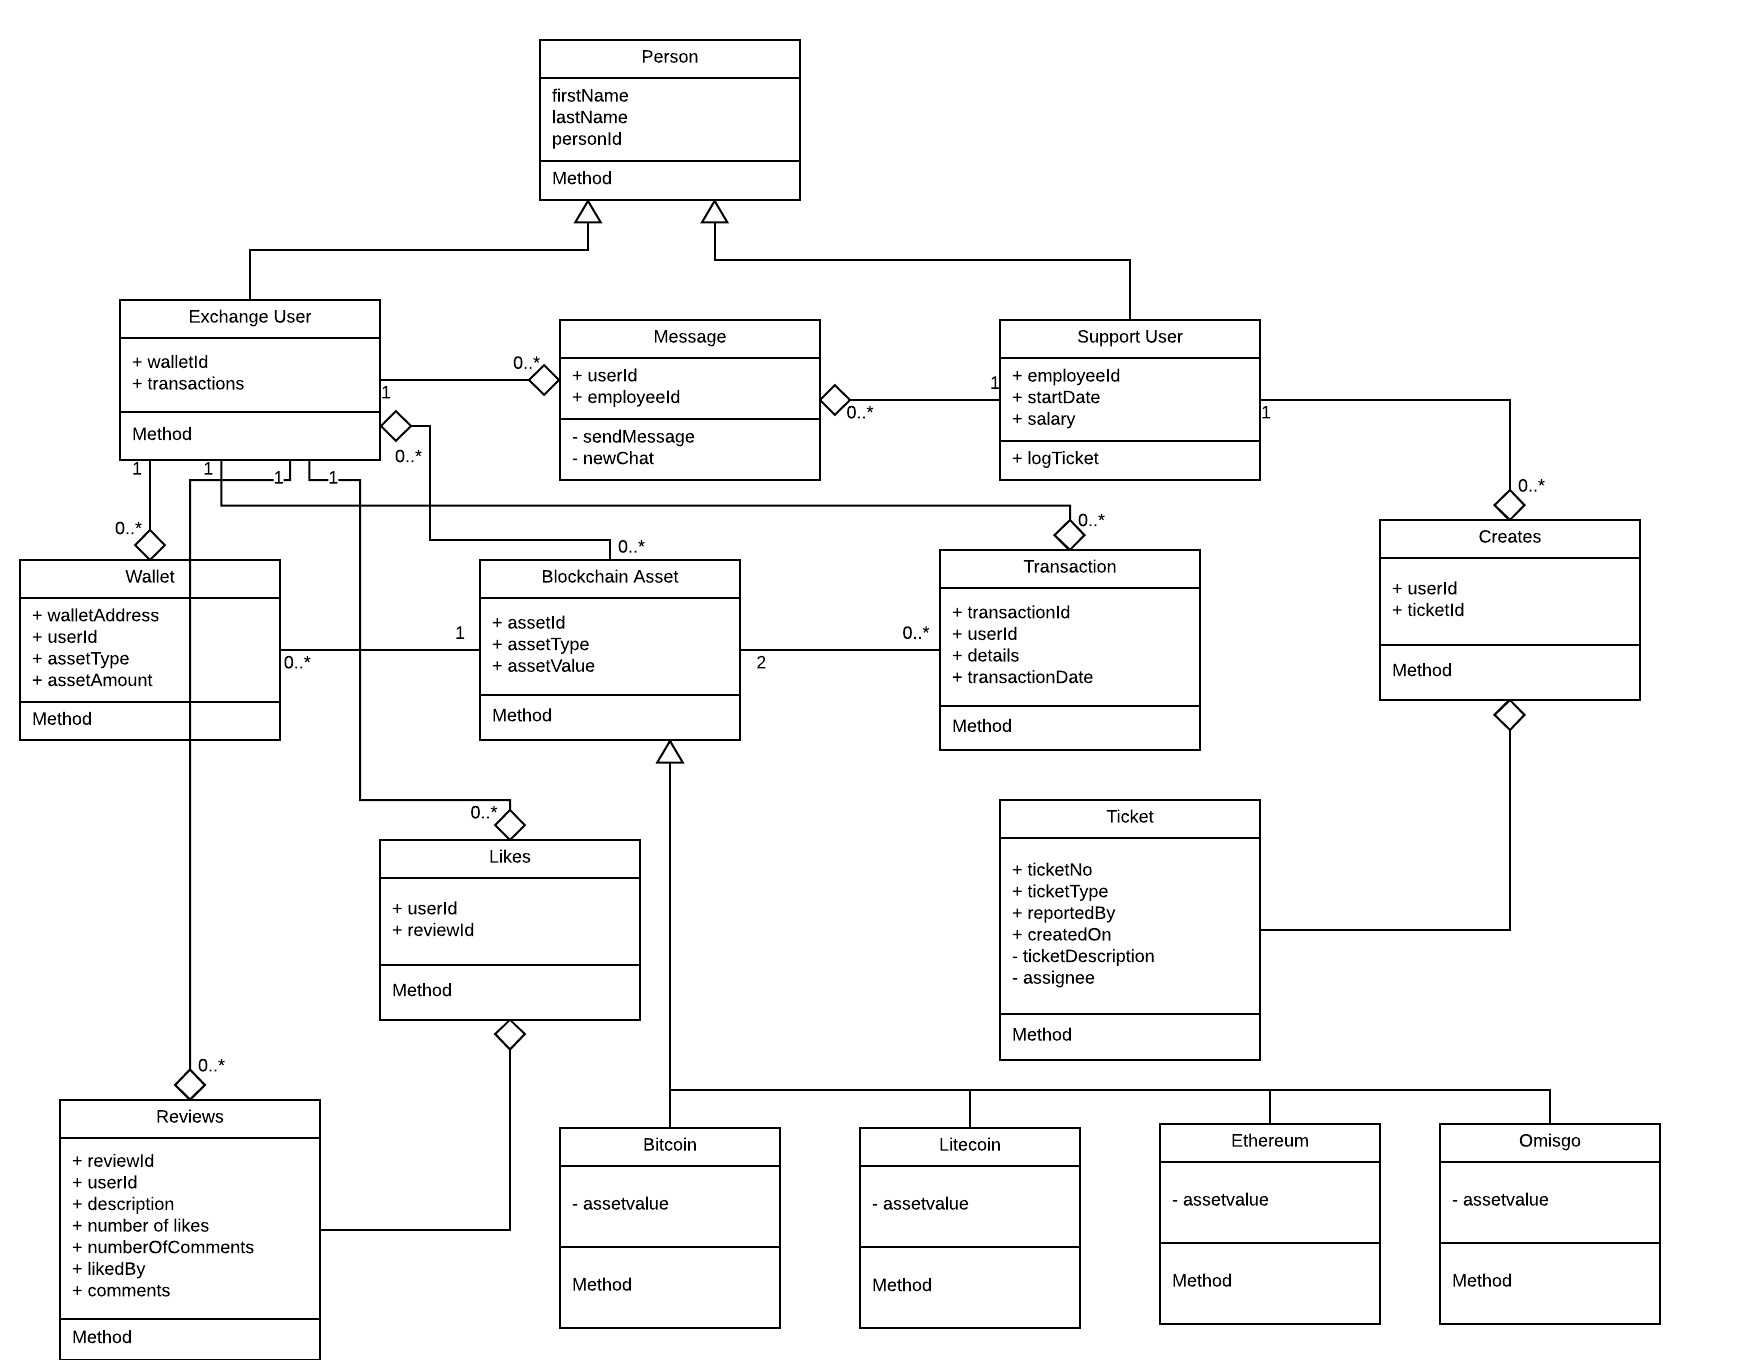 Person
firstName
lastName
personId
Method
Exchange User
+ walletId
+ transactions
Method
Message
+ userId
+ employeeId
- sendMessage
- newChat
Support User
+ employeeId
+ startDate
+ salary
+ logTicket
1
0..*
0..*
1
1
0..*
0..*
1
1
1
1
0..*
0..*
0..*
Wallet
+ walletAddress
+ userId
+ assetType
+ assetAmount
Method
0..*
1
Blockchain Asset
+ assetId
+ assetType
+ assetValue
Method
2
0..*
Transaction
+ transactionId
+ userId
+ details
+ transactionDate
Method
Creates
+ userId
+ ticketId
Method
0..*
Likes
+ userId
+ reviewId
Method
Ticket
+ ticketNo
+ ticketType
+ reportedBy
+ createdOn
- ticketDescription
- assignee
Method
0..*
Reviews
+ reviewId
+ userId
+ description
+ number of likes
+ numberOfComments
+ likedBy
+ comments
Method
Bitcoin
- assetvalue
Method
Litecoin
- assetvalue
Method
Ethereum
- assetvalue
Method
Omisgo
- assetvalue
Method